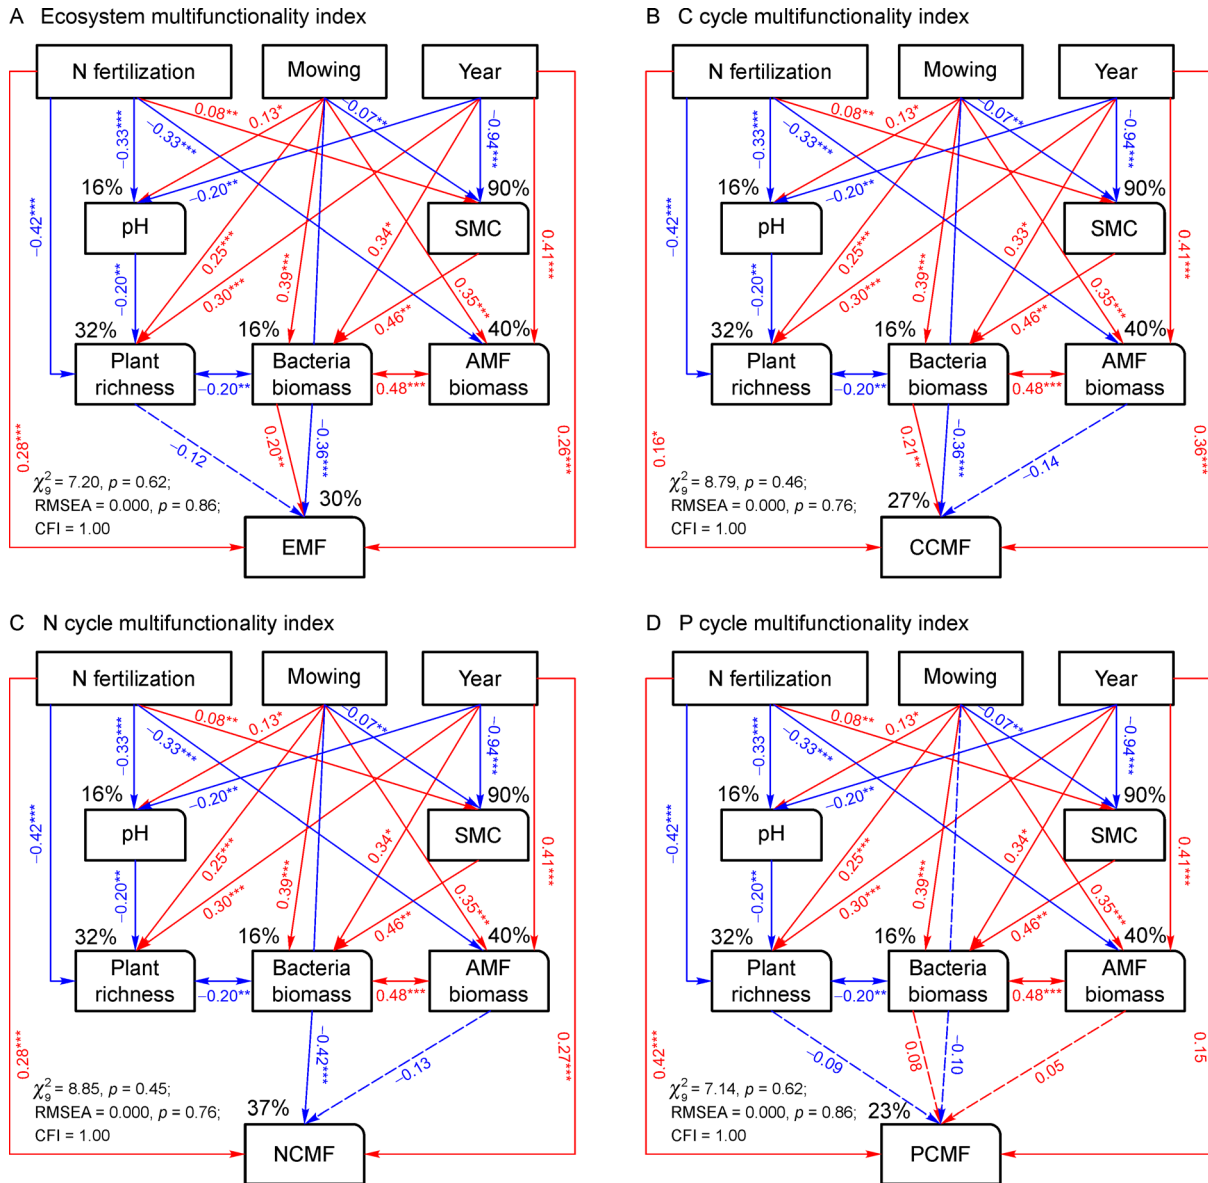 A Ecosystem multifunctionality index
N fertilization
Mowing
Year
0.08**
0.13*
−0.07**
−0.33***
−0.33***
−0.94***
−0.20**
−0.42***
16%
pH
90%
SMC
0.25***
0.34*
0.41***
−0.20**
0.30***
0.39***
0.35***
0.46**
32%
Plant
richness
16%
Bacteria
biomass
40%
AMF
biomass
−0.20**
0.48***
−0.12
0.20**
−0.36***
0.28***
0.26***
χ²₉ = 7.20, p = 0.62;
RMSEA = 0.000, p = 0.86;
CFI = 1.00
30%
EMF
B C cycle multifunctionality index
N fertilization
Mowing
Year
0.08**
0.13*
−0.07**
−0.33***
−0.33***
−0.94***
−0.20**
−0.42***
16%
pH
90%
SMC
0.25***
0.33*
0.41***
−0.20**
0.30***
0.39***
0.35***
0.46**
32%
Plant
richness
16%
Bacteria
biomass
40%
AMF
biomass
−0.20**
0.48***
0.21**
−0.36***
−0.14
0.16*
0.36***
χ²₉ = 8.79, p = 0.46;
RMSEA = 0.000, p = 0.76;
CFI = 1.00
27%
CCMF
C N cycle multifunctionality index
N fertilization
Mowing
Year
0.08**
0.13*
−0.07**
−0.33***
−0.33***
−0.94***
−0.20**
−0.42***
16%
pH
90%
SMC
0.25***
0.34*
0.41***
−0.20**
0.30***
0.39***
0.35***
0.46**
32%
Plant
richness
16%
Bacteria
biomass
40%
AMF
biomass
−0.20**
0.48***
−0.42***
−0.13
0.28***
0.27***
χ²₉ = 8.85, p = 0.45;
RMSEA = 0.000, p = 0.76;
CFI = 1.00
37%
NCMF
D P cycle multifunctionality index
N fertilization
Mowing
Year
0.08**
0.13*
−0.07**
−0.33***
−0.33***
−0.94***
−0.20**
−0.42***
16%
pH
90%
SMC
0.25***
0.34*
0.41***
−0.20**
0.30***
0.39***
0.35***
0.46**
32%
Plant
richness
16%
Bacteria
biomass
40%
AMF
biomass
−0.20**
0.48***
−0.09
0.08
−0.10
0.05
0.42***
0.15
χ²₉ = 7.14, p = 0.62;
RMSEA = 0.000, p = 0.86;
CFI = 1.00
23%
PCMF